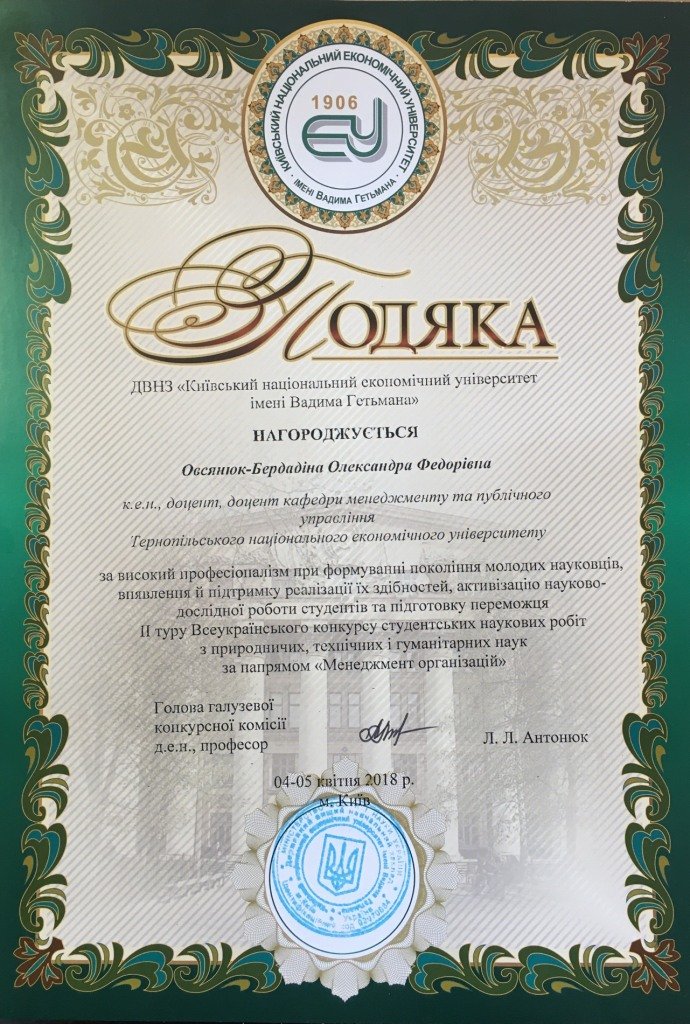 КИЇВСЬКИЙ НАЦІОНАЛЬНИЙ ЕКОНОМІЧНИЙ УНІВЕРСИТЕТ
· ІМЕНІ ВАДИМА ГЕТЬМАНА ·
1906
Подяка
ДВНЗ «Київський національний економічний університет
імені Вадима Гетьмана»
НАГОРОДЖУЄТЬСЯ
Овсянюк-Бердадіна Олександра Федорівна
к.е.н., доцент, доцент кафедри менеджменту та публічного
управління
Тернопільського національного економічного університету
за високий професіоналізм при формуванні покоління молодих науковців,
виявлення й підтримку реалізації їх здібностей, активізацію науково-
дослідної роботи студентів та підготовку переможця
ІІ туру Всеукраїнського конкурсу студентських наукових робіт
з природничих, технічних і гуманітарних наук
за напрямом «Менеджмент організацій»
Голова галузевої
конкурсної комісії
д.е.н., професор
Л. Л. Антонюк
04-05 квітня 2018 р.
м. Київ